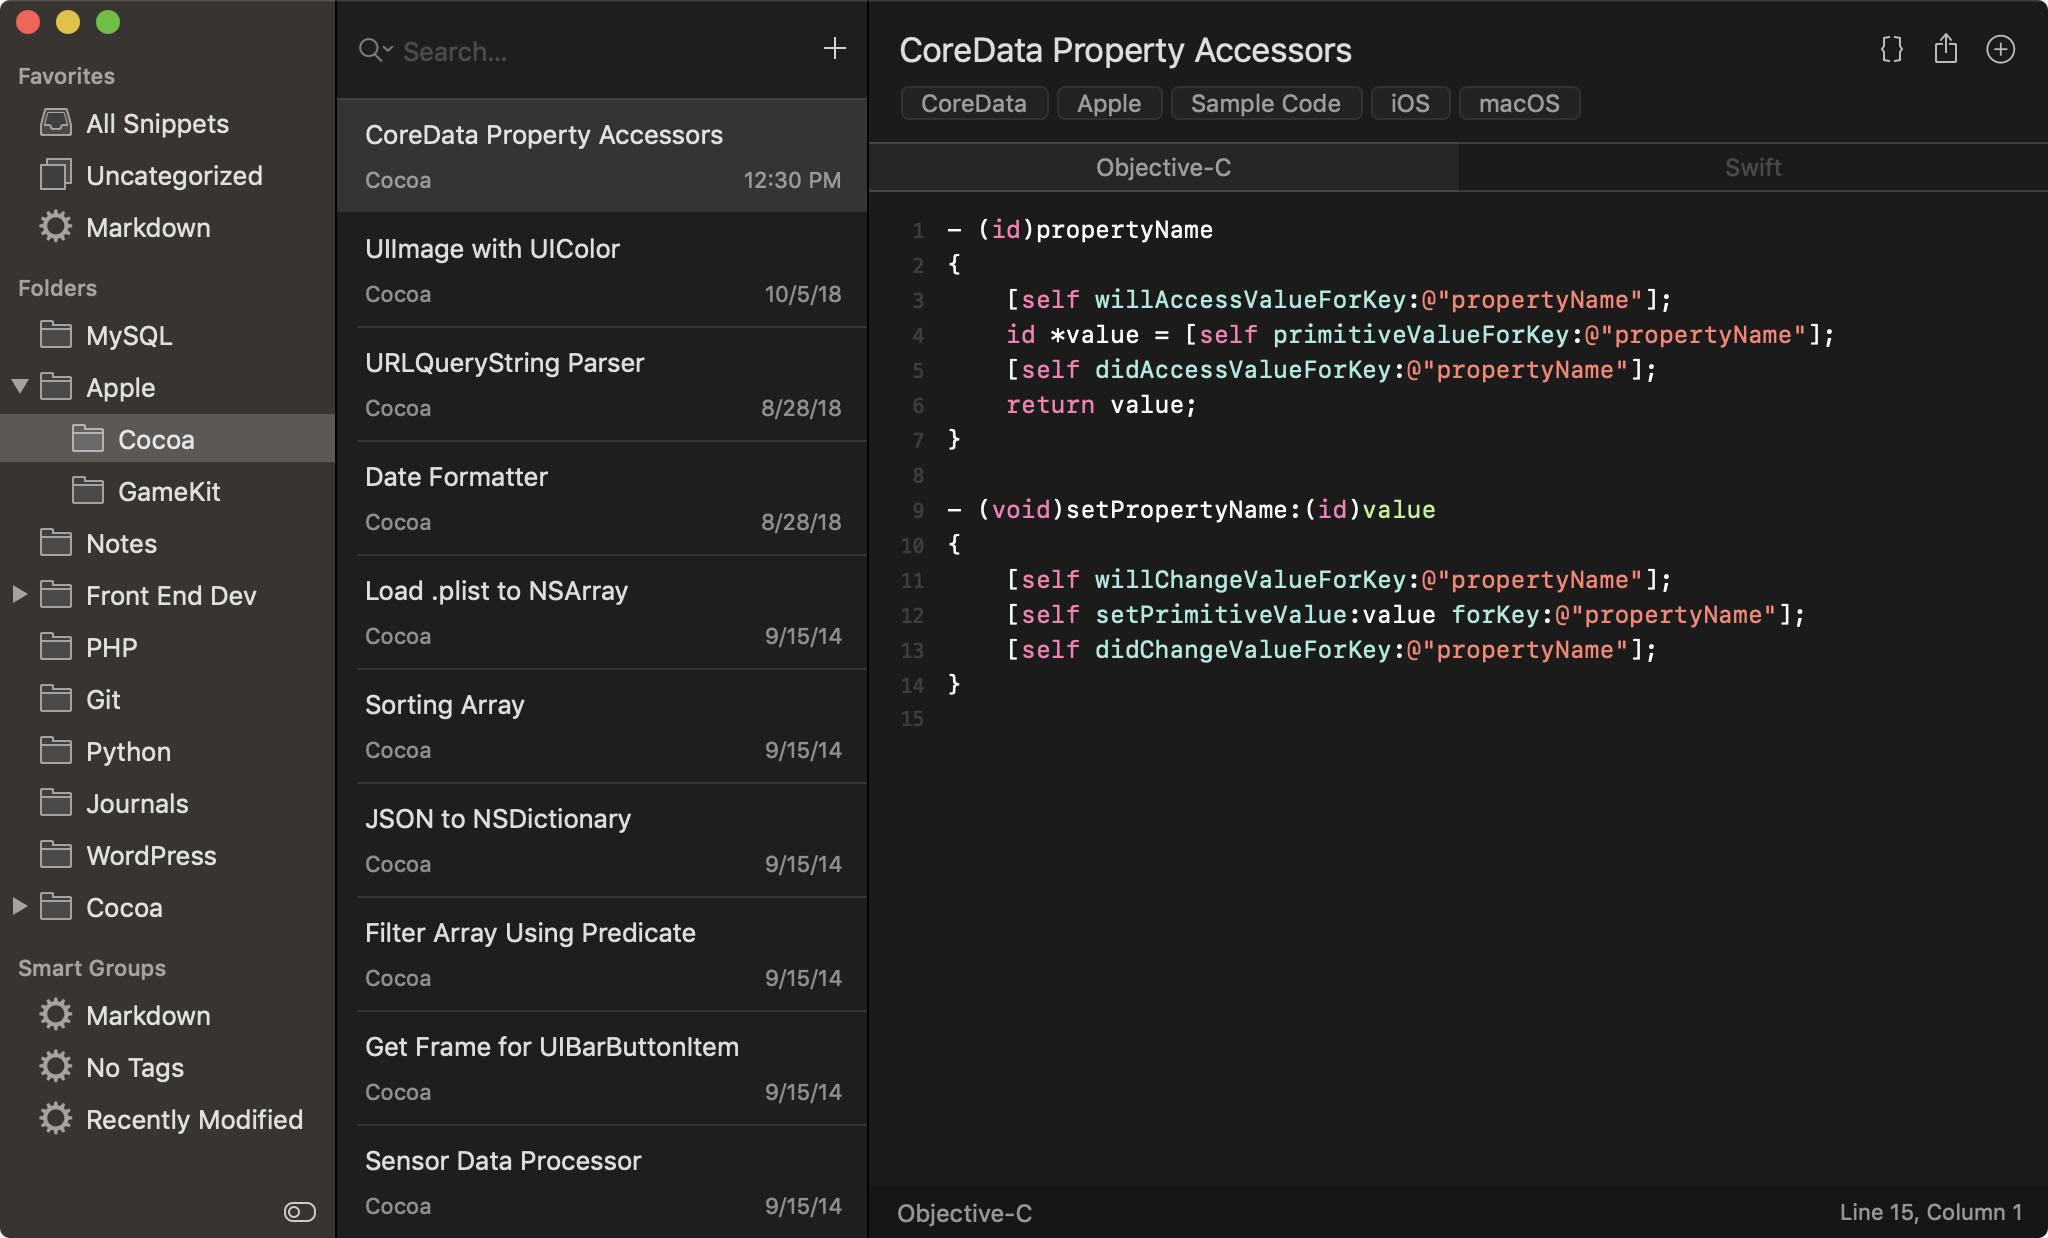 Favorites
All Snippets
Uncategorized
Markdown
Folders
MySQL
Apple
Cocoa
GameKit
Notes
Front End Dev
PHP
Git
Python
Journals
WordPress
Cocoa
Smart Groups
Markdown
No Tags
Recently Modified
Search...
CoreData Property Accessors
Cocoa 12:30 PM
UIImage with UIColor
Cocoa 10/5/18
URLQueryString Parser
Cocoa 8/28/18
Date Formatter
Cocoa 8/28/18
Load .plist to NSArray
Cocoa 9/15/14
Sorting Array
Cocoa 9/15/14
JSON to NSDictionary
Cocoa 9/15/14
Filter Array Using Predicate
Cocoa 9/15/14
Get Frame for UIBarButtonItem
Cocoa 9/15/14
Sensor Data Processor
Cocoa 9/15/14
CoreData Property Accessors
CoreData Apple Sample Code iOS macOS
Objective-C Swift
1 - (id)propertyName
2 {
3     [self willAccessValueForKey:@"propertyName"];
4     id *value = [self primitiveValueForKey:@"propertyName"];
5     [self didAccessValueForKey:@"propertyName"];
6     return value;
7 }
8
9 - (void)setPropertyName:(id)value
10 {
11     [self willChangeValueForKey:@"propertyName"];
12     [self setPrimitiveValue:value forKey:@"propertyName"];
13     [self didChangeValueForKey:@"propertyName"];
14 }
15
Objective-C Line 15, Column 1